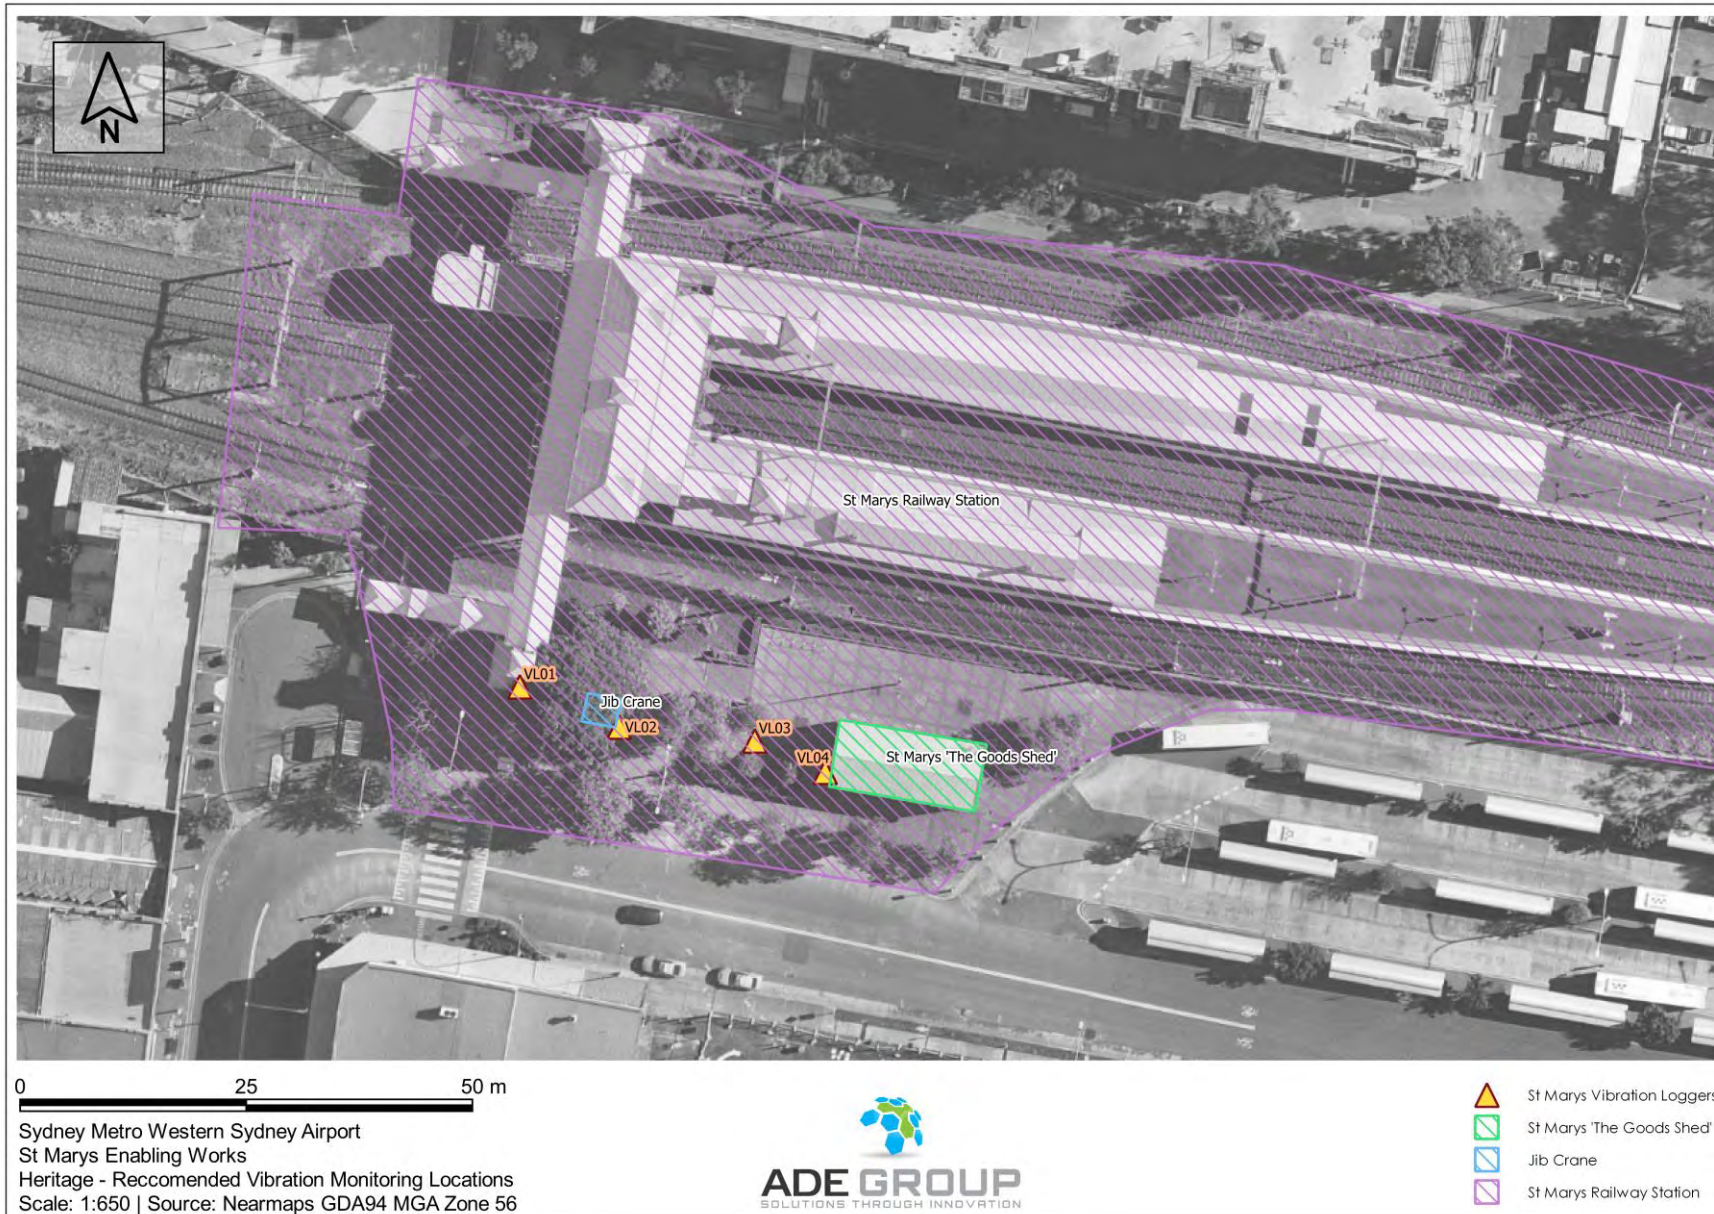 N
St Marys Railway Station
VL01
Jib Crane
VL02
VL03
VL04
St Marys 'The Goods Shed'
0 25 50 m
Sydney Metro Western Sydney Airport
St Marys Enabling Works
Heritage - Reccomended Vibration Monitoring Locations
Scale: 1:650 | Source: Nearmaps GDA94 MGA Zone 56
ADE GROUP
SOLUTIONS THROUGH INNOVATION
St Marys Vibration Loggers
St Marys 'The Goods Shed'
Jib Crane
St Marys Railway Station